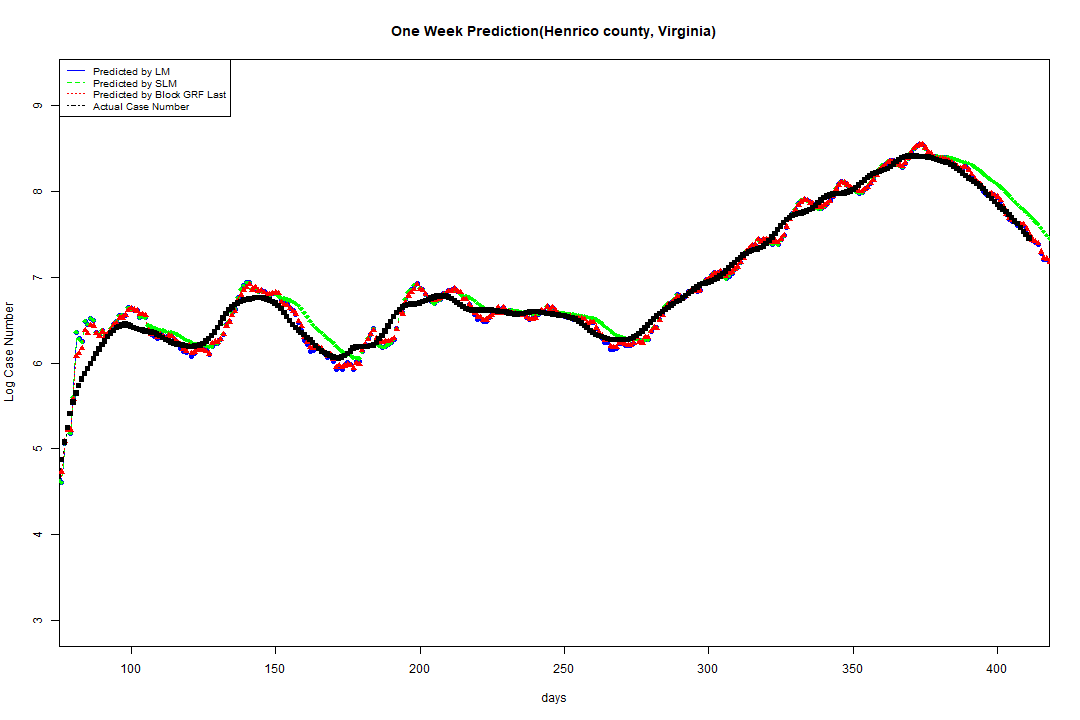 One Week Prediction(Henrico county, Virginia)
Predicted by LM
Predicted by SLM
Predicted by Block GRF Last
Actual Case Number
Log Case Number
9
8
7
6
5
4
3
100 150 200 250 300 350 400
days